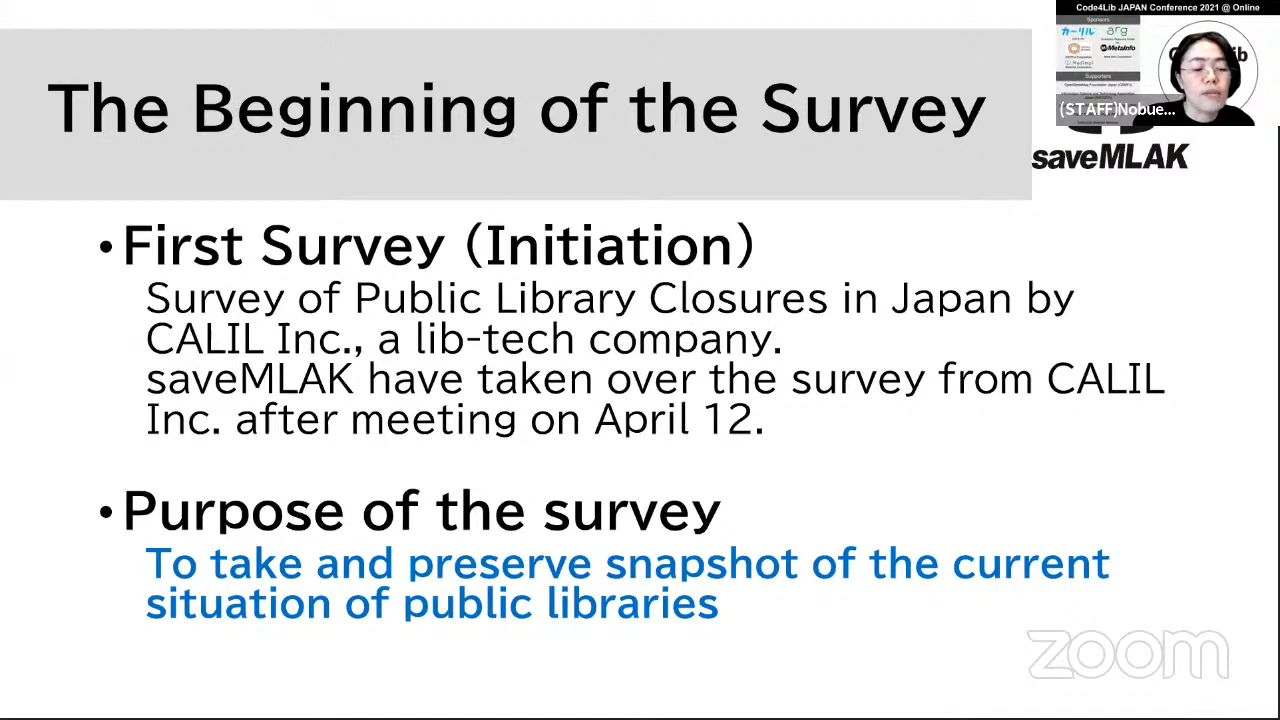 Code4Lib JAPAN Conference 2021 @ Online
Sponsors
カーリル
arg
MetaInfo
Supporters
(STAFF)Nobue...
The Beginning of the Survey
saveMLAK
•First Survey (Initiation)
Survey of Public Library Closures in Japan by
CALIL Inc., a lib-tech company.
saveMLAK have taken over the survey from CALIL
Inc. after meeting on April 12.
•Purpose of the survey
To take and preserve snapshot of the current
situation of public libraries
zoom